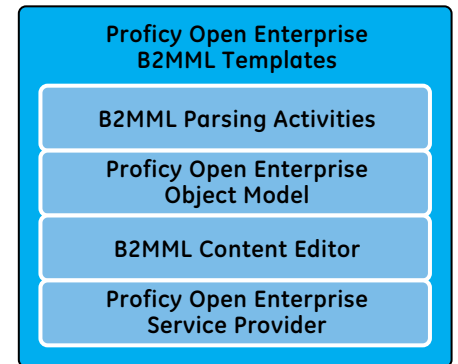 Proficy Open Enterprise
B2MML Templates
B2MML Parsing Activities
Proficy Open Enterprise
Object Model
B2MML Content Editor
Proficy Open Enterprise
Service Provider